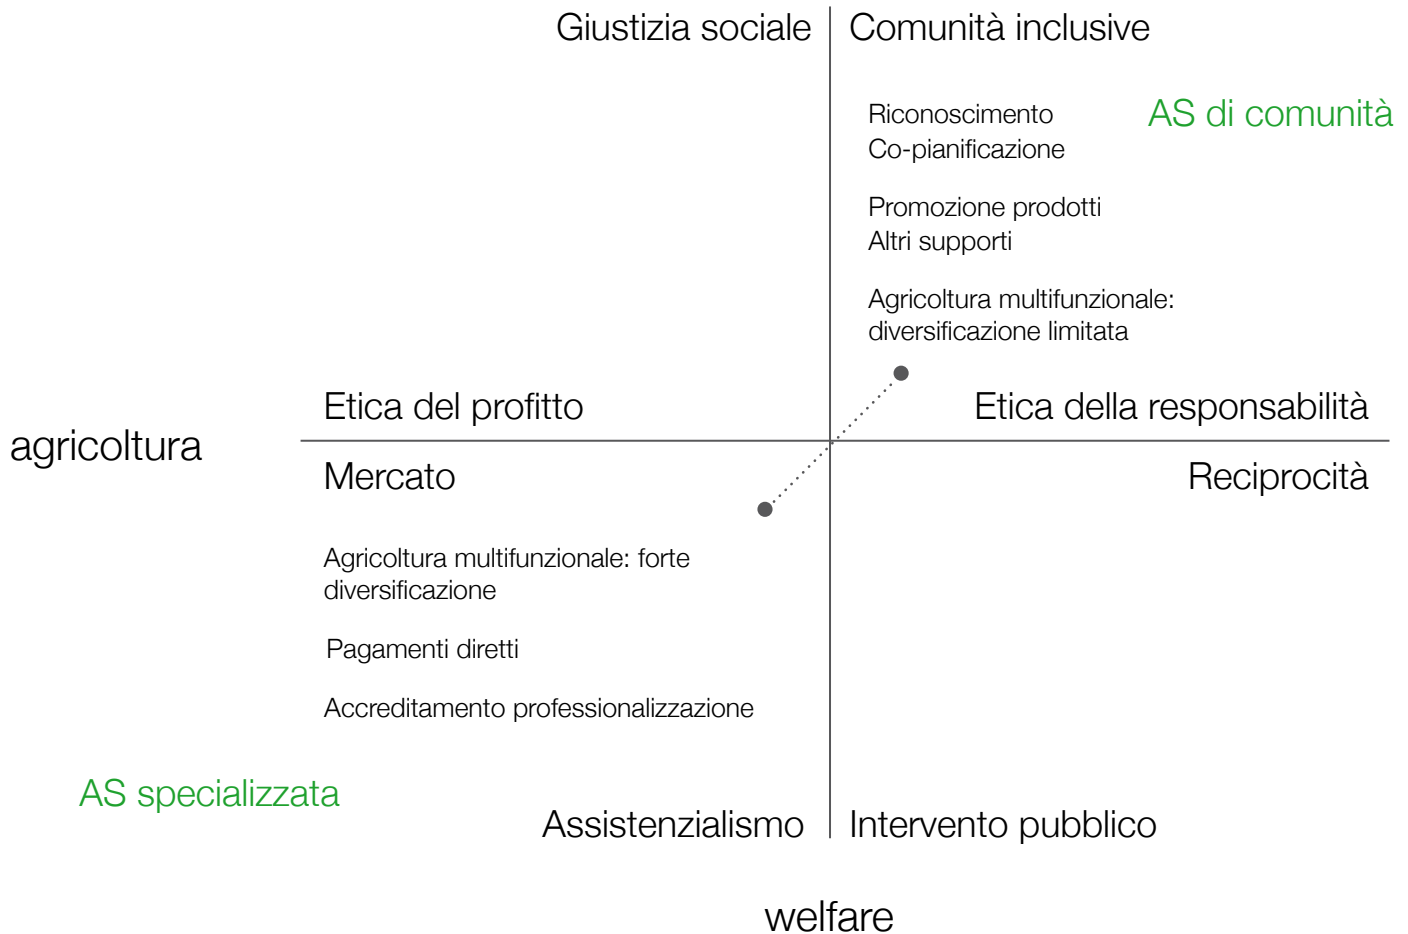 Giustizia sociale
Comunità inclusive
Riconoscimento
Co-pianificazione
AS di comunità
Promozione prodotti
Altri supporti
Agricoltura multifunzionale:
diversificazione limitata
Etica del profitto
Etica della responsabilità
agricoltura
Mercato
Reciprocità
Agricoltura multifunzionale: forte
diversificazione
Pagamenti diretti
Accreditamento professionalizzazione
AS specializzata
Assistenzialismo
Intervento pubblico
welfare